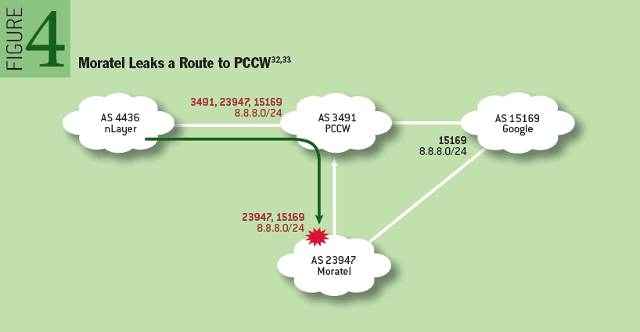 FIGURE
4
Moratel Leaks a Route to PCCW32,33
3491, 23947, 15169
8.8.8.0/24
AS 4436
nLayer
AS 3491
PCCW
AS 15169
Google
15169
8.8.8.0/24
23947, 15169
8.8.8.0/24
AS 23947
Moratel